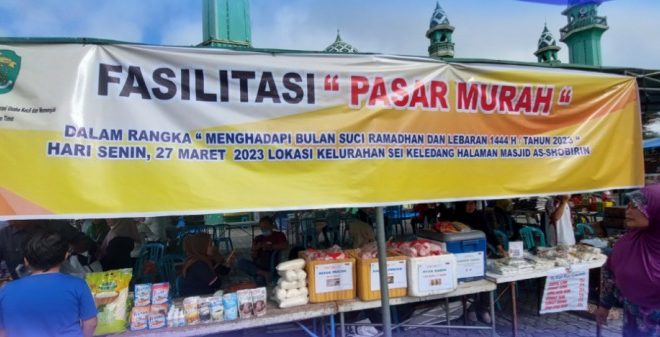 FASILITASI " PASAR MURAH "
DALAM RANGKA " MENGHADAPI BULAN SUCI RAMADHAN DAN LEBARAN 1444 H / TAHUN 2023 "
HARI SENIN, 27 MARET 2023 LOKASI KELURAHAN SEI KELEDANG HALAMAN MASJID AS-SHOBIRIN